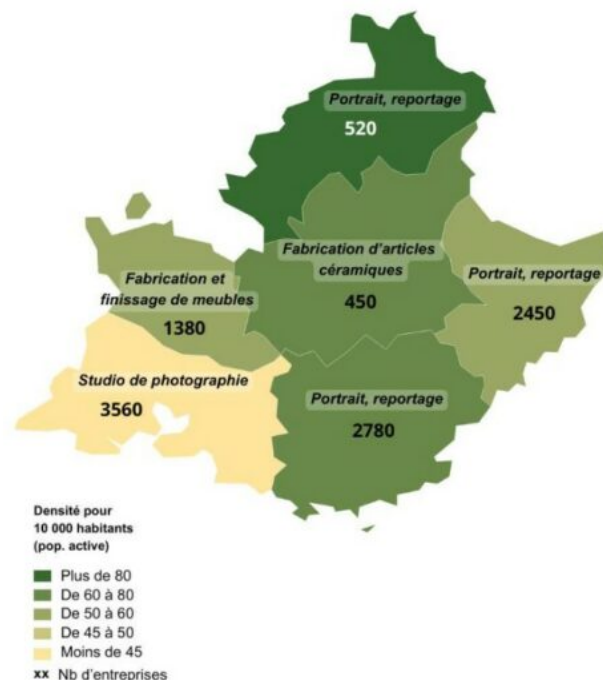 Portrait, reportage
520
Fabrication d'articles
céramiques
450
Portrait, reportage
2450
Fabrication et
finissage de meubles
1380
Studio de photographie
3560
Portrait, reportage
2780
Densité pour
10 000 habitants
(pop. active)
Plus de 80
De 60 à 80
De 50 à 60
De 45 à 50
Moins de 45
xx Nb d'entreprises